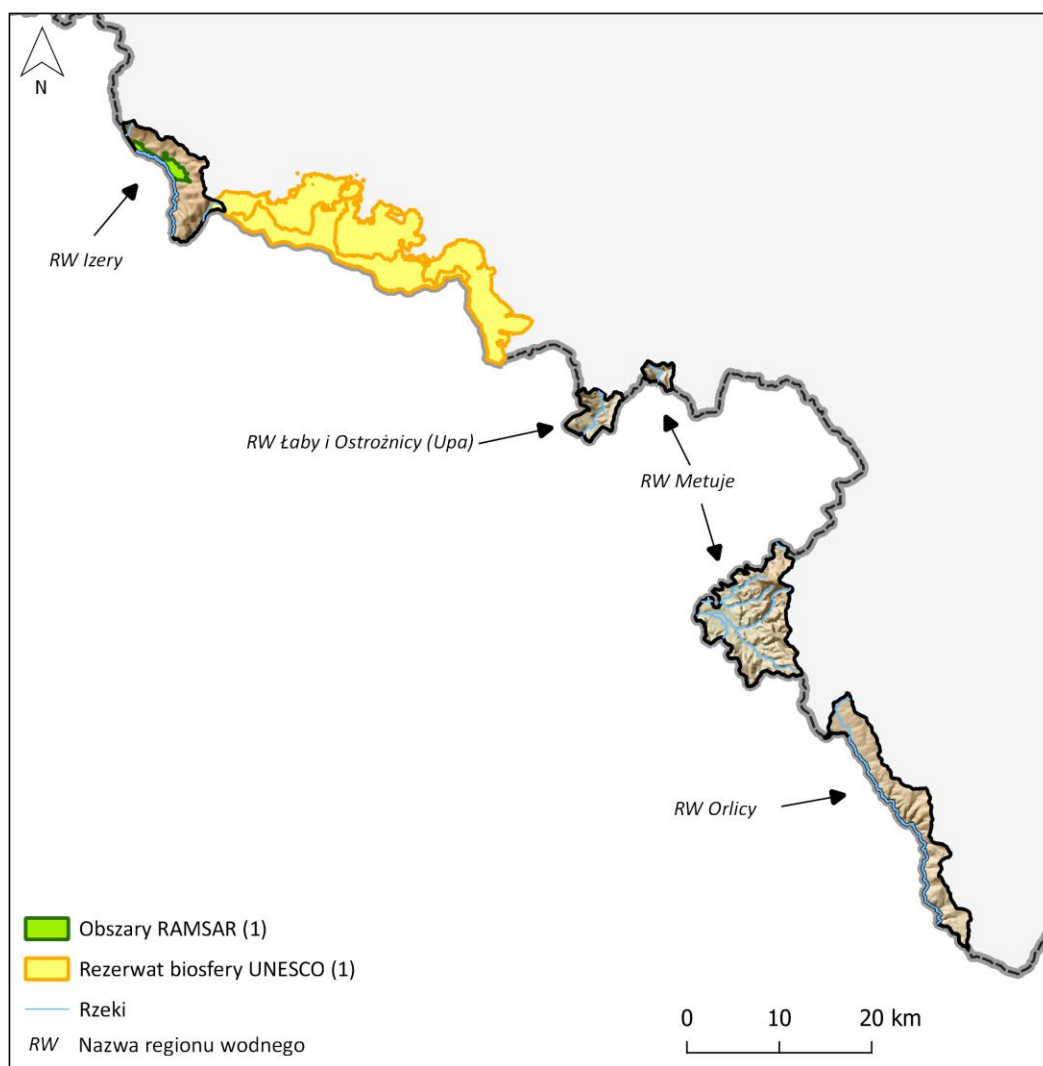 N
RW Izery
RW Łaby i Ostrożnicy (Upa)
RW Metuje
RW Orlicy
Obszary RAMSAR (1)
Rezerwat biosfery UNESCO (1)
Rzeki
RW Nazwa regionu wodnego
0 10 20 km